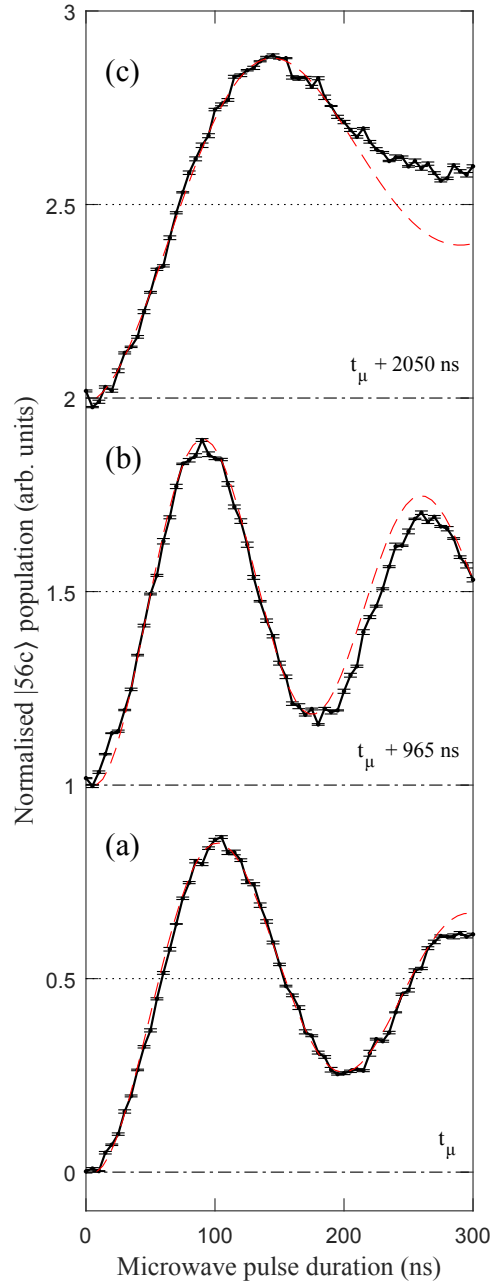 3
(c)
2.5
t_μ + 2050 ns
2
(b)
1.5
t_μ + 965 ns
1
(a)
0.5
t_μ
0
0 100 200 300
Microwave pulse duration (ns)
Normalised |56c⟩ population (arb. units)